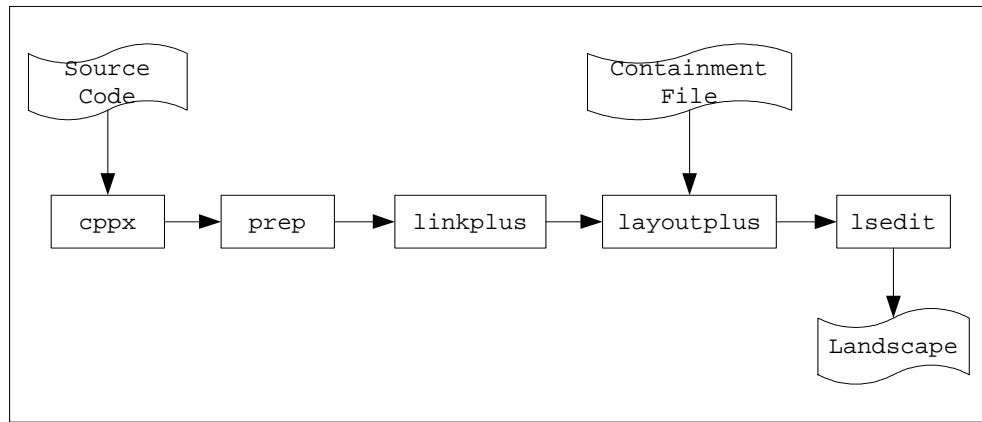 Source
Code
Containment
File
cppx
prep
linkplus
layoutplus
lsedit
Landscape